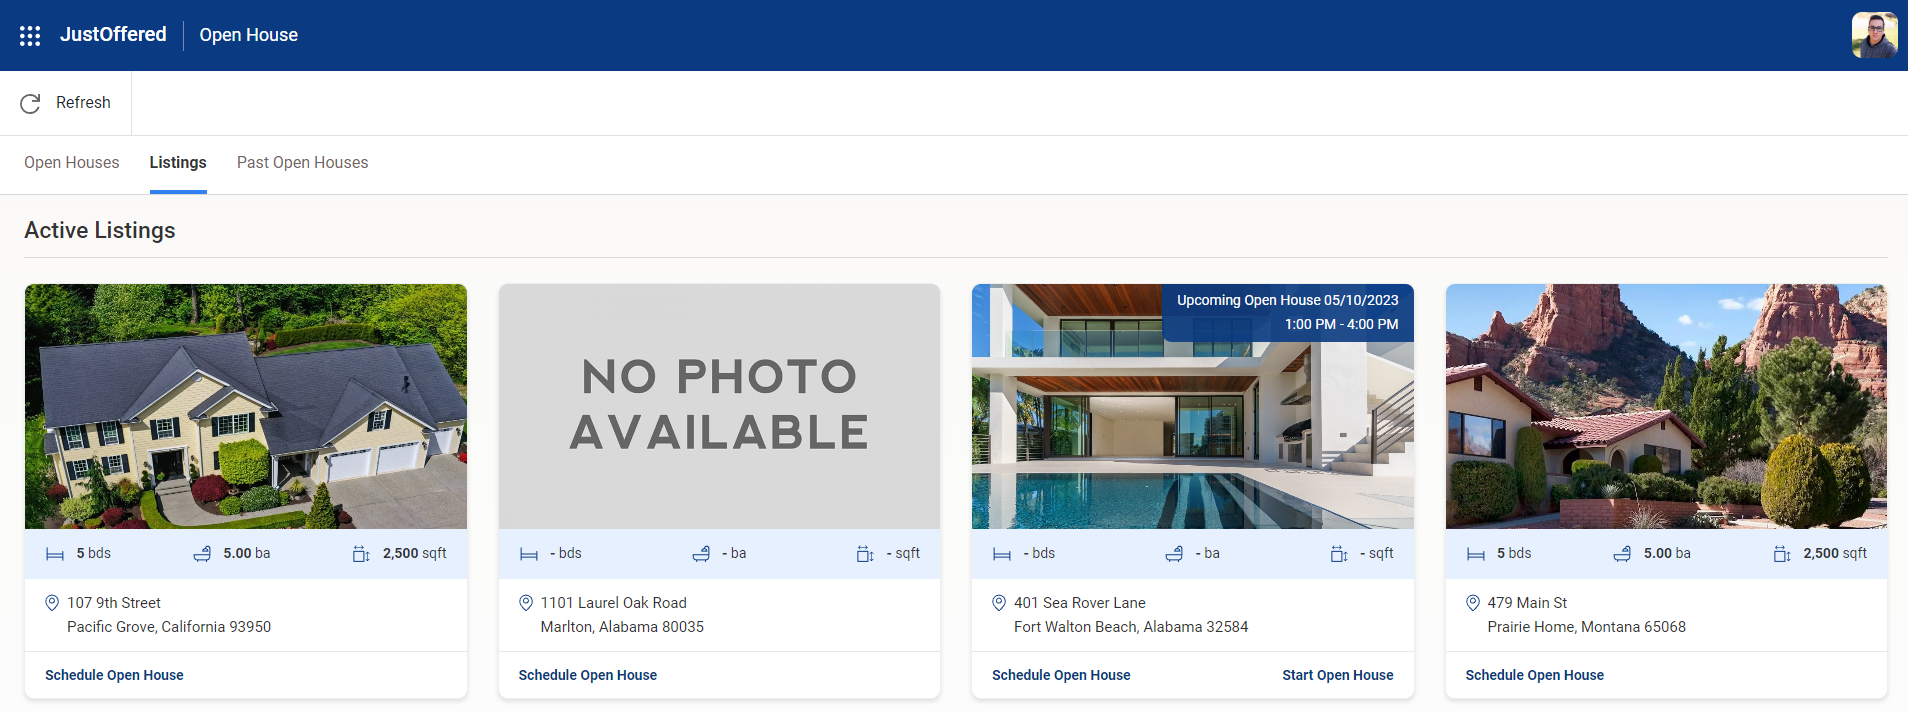 JustOffered
Open House
Refresh
Open Houses
Listings
Past Open Houses
Active Listings
5 bds
5.00 ba
2,500 sqft
107 9th Street
Pacific Grove, California 93950
Schedule Open House
NO PHOTO
AVAILABLE
- bds
- ba
- sqft
1101 Laurel Oak Road
Marlton, Alabama 80035
Schedule Open House
Upcoming Open House 05/10/2023
1:00 PM - 4:00 PM
- bds
- ba
- sqft
401 Sea Rover Lane
Fort Walton Beach, Alabama 32584
Schedule Open House
Start Open House
5 bds
5.00 ba
2,500 sqft
479 Main St
Prairie Home, Montana 65068
Schedule Open House